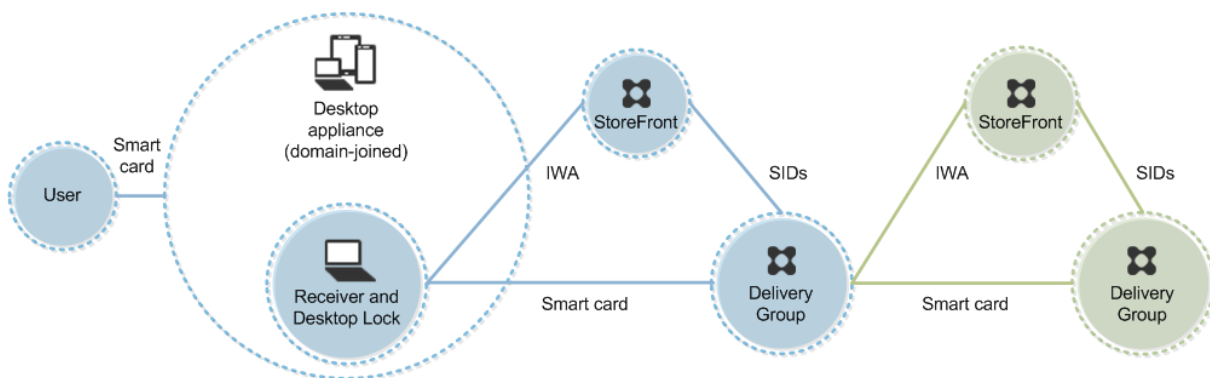 User
Smart
card
Desktop
appliance
(domain-joined)
Receiver and
Desktop Lock
IWA
StoreFront
SIDs
Smart card
Delivery
Group
IWA
StoreFront
SIDs
Smart card
Delivery
Group